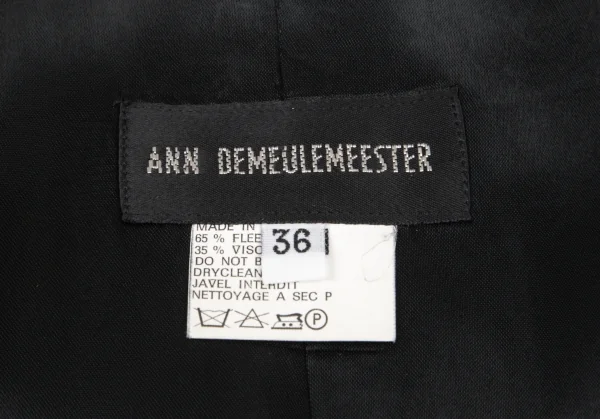 ANN DEMEULEMEESTER
MADE IN
36
65 % FLEE
35 % VISC
DO NOT B
DRYCLEAN
JAVEL INTERDIT
NETTOYAGE A SEC P
P